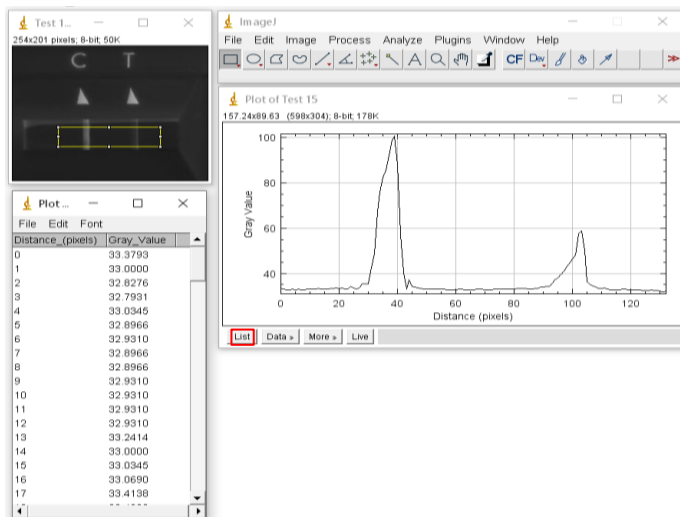 Test 1...
254x201 pixels; 8-bit; 50K
C T
ImageJ
File Edit Image Process Analyze Plugins Window Help
A CF Dev
Plot of Test 15
157.24x89.63 (598x304); 8-bit; 178K
100
80
60
40
Gray Value
0 20 40 60 80 100 120
Distance (pixels)
List Data » More » Live
Plot ...
File Edit Font
Distance_(pixels) Gray_Value
0 33.3793
1 33.0000
2 32.8276
3 32.7931
4 33.0345
5 32.8966
6 32.9310
7 32.8966
8 32.8966
9 32.9310
10 32.9310
11 32.9310
12 32.9310
13 33.2414
14 33.0000
15 33.0345
16 33.0690
17 33.4138